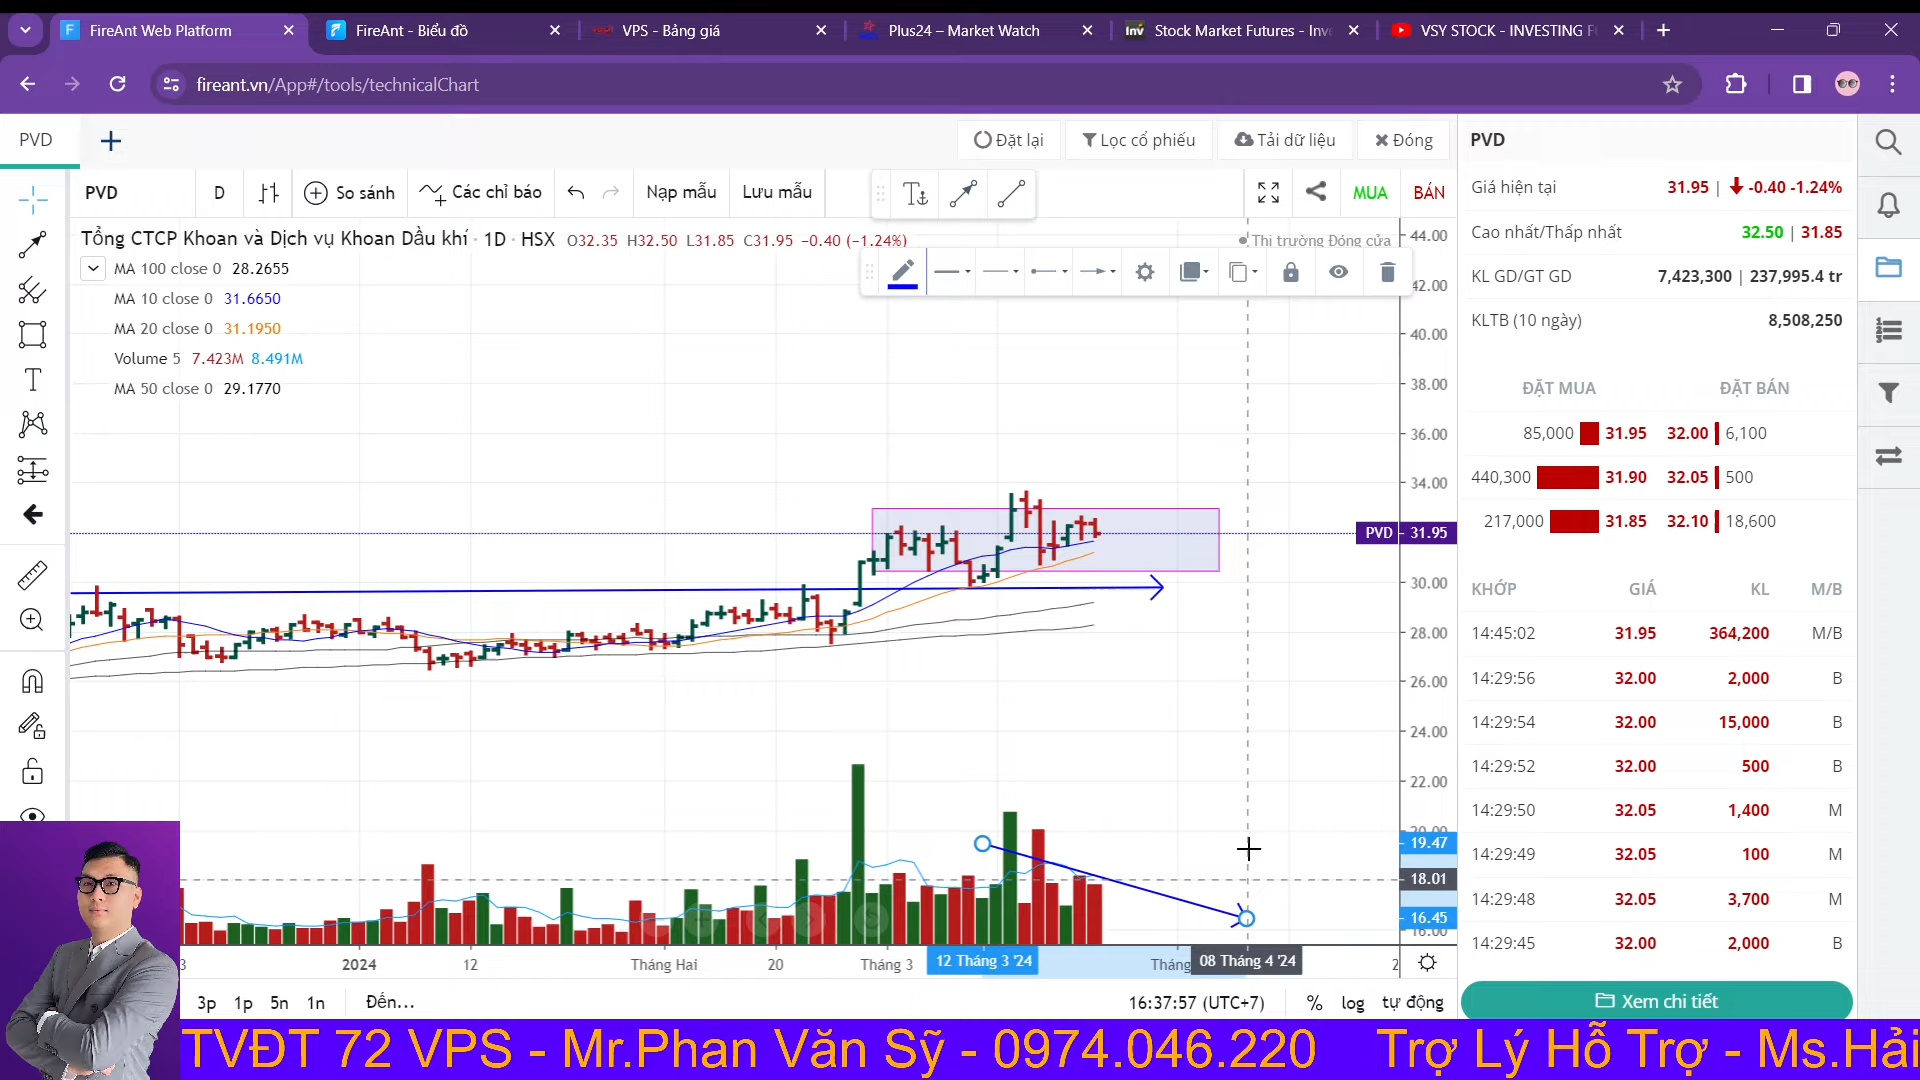 FireAnt Web Platform
FireAnt - Biểu đồ
VPS - Bảng giá
Plus24 – Market Watch
Inv
Stock Market Futures - Inv
VSY STOCK - INVESTING F
fireant.vn/App#/tools/technicalChart
PVD
Đặt lại
Lọc cổ phiếu
Tải dữ liệu
Đóng
PVD
PVD
D
So sánh
Các chỉ báo
Nạp mẫu
Lưu mẫu
MUA
BÁN
Tổng CTCP Khoan và Dịch vụ Khoan Dầu khí · 1D · HSX O32.35 H32.50 L31.85 C31.95 −0.40 (−1.24%)
Thị trường Đóng cửa
MA 100 close 0 28.2655
MA 10 close 0 31.6650
MA 20 close 0 31.1950
Volume 5 7.423M 8.491M
MA 50 close 0 29.1770
44.00
42.00
40.00
38.00
36.00
34.00
PVD 31.95
30.00
28.00
26.00
24.00
22.00
20.00
19.47
18.01
16.45
16.00
3
2024
12
Tháng Hai
20
Tháng 3
12 Tháng 3 '24
Tháng
08 Tháng 4 '24
2
3p 1p 5n 1n
Đến...
16:37:57 (UTC+7)
% log tự động
Giá hiện tại 31.95 | -0.40 -1.24%
Cao nhất/Thấp nhất 32.50 | 31.85
KL GD/GT GD 7,423,300 | 237,995.4 tr
KLTB (10 ngày) 8,508,250
ĐẶT MUA ĐẶT BÁN
85,000 31.95 32.00 6,100
440,300 31.90 32.05 500
217,000 31.85 32.10 18,600
KHỚP GIÁ KL M/B
14:45:02 31.95 364,200 M/B
14:29:56 32.00 2,000 B
14:29:54 32.00 15,000 B
14:29:52 32.00 500 B
14:29:50 32.05 1,400 M
14:29:49 32.05 100 M
14:29:48 32.05 3,700 M
14:29:45 32.00 2,000 B
Xem chi tiết
TVĐT 72 VPS - Mr.Phan Văn Sỹ - 0974.046.220 Trợ Lý Hỗ Trợ - Ms.Hải